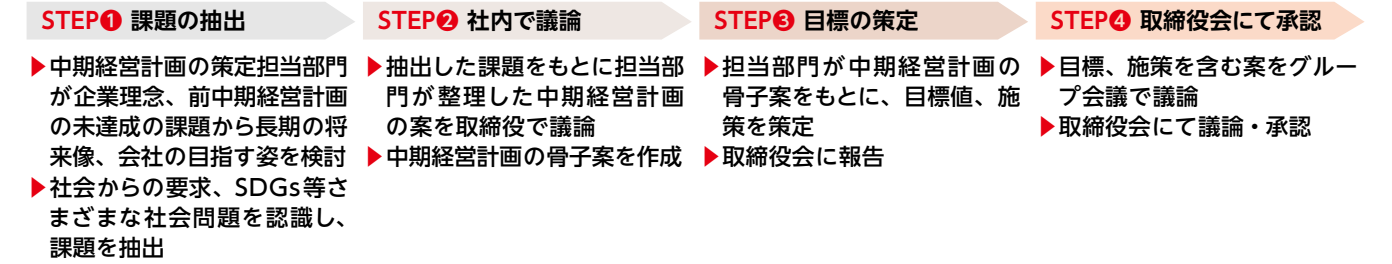 STEP❶ 課題の抽出
▶中期経営計画の策定担当部門
が企業理念、前中期経営計画
の未達成の課題から長期の将
来像、会社の目指す姿を検討
▶社会からの要求、SDGs等さ
まざまな社会問題を認識し、
課題を抽出
STEP❷ 社内で議論
▶抽出した課題をもとに担当部
門が整理した中期経営計画
の案を取締役で議論
▶中期経営計画の骨子案を作成
STEP❸ 目標の策定
▶担当部門が中期経営計画の
骨子案をもとに、目標値、施
策を策定
▶取締役会に報告
STEP❹ 取締役会にて承認
▶目標、施策を含む案をグルー
プ会議で議論
▶取締役会にて議論・承認